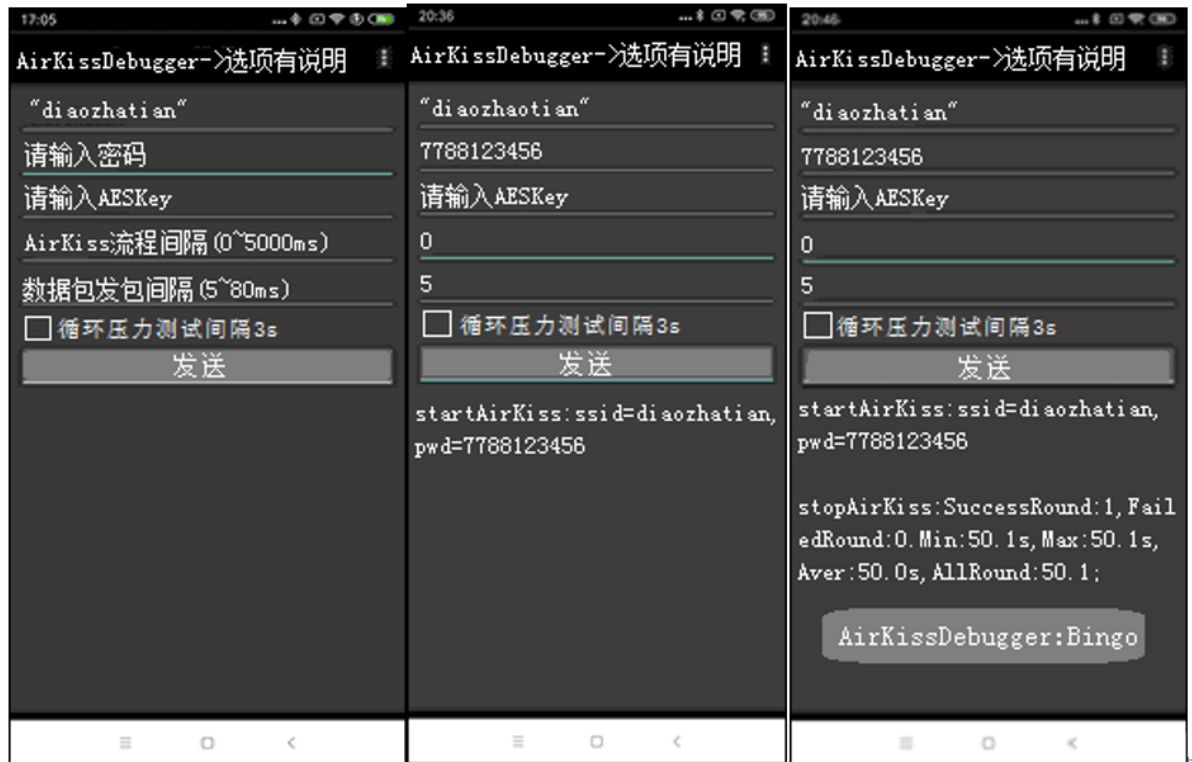 17:05
AirKissDebugger->选项有说明
"diaozhatian"
请输入密码
请输入AESKey
AirKiss流程间隔(0~5000ms)
数据包发包间隔(5~80ms)
循环压力测试间隔3s
发送
20:36
AirKissDebugger->选项有说明
"diaozhaotian"
7788123456
请输入AESKey
0
5
循环压力测试间隔3s
发送
startAirKiss:ssid=diaozhatian,
pwd=7788123456
20:46
AirKissDebugger->选项有说明
"diaozhatian"
7788123456
请输入AESKey
0
5
循环压力测试间隔3s
发送
startAirKiss:ssid=diaozhatian,
pwd=7788123456
stopAirKiss:SuccessRound:1,Fail
edRound:0.Min:50.1s,Max:50.1s,
Aver:50.0s,AllRound:50.1;
AirKissDebugger:Bingo